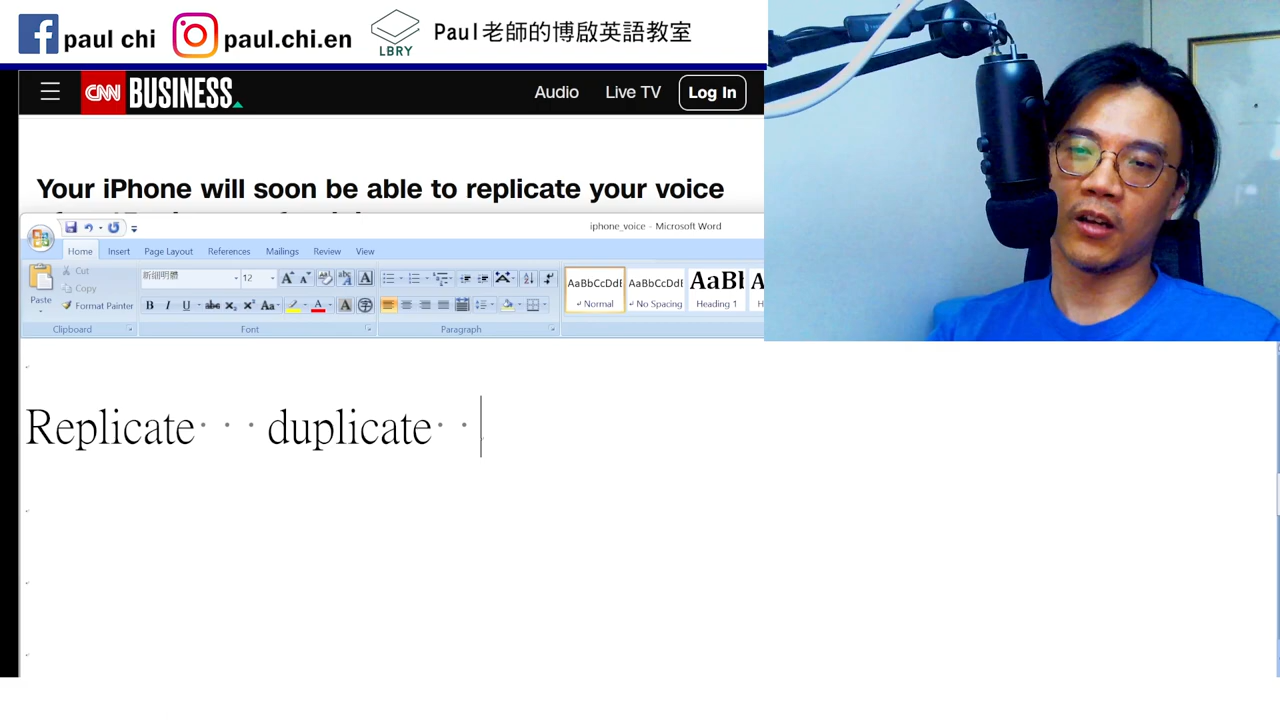 paul chi
paul.chi.en
LBRY
Paul老師的博啟英語教室
CNN BUSINESS
Audio
Live TV
Log In
Your iPhone will soon be able to replicate your voice
iphone_voice - Microsoft Word
Home
Insert
Page Layout
References
Mailings
Review
View
Paste
Cut
Copy
Format Painter
Clipboard
新細明體
12
Font
Paragraph
AaBbCcDdE
Normal
AaBbCcDdE
No Spacing
AaBb
Heading 1
Replicate duplicate